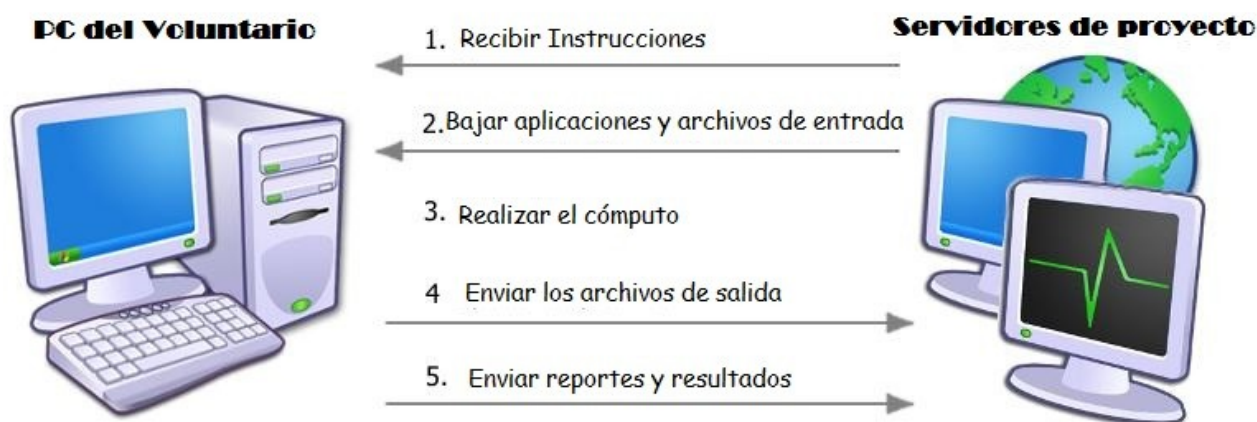 PC del Voluntario
Servidores de proyecto
1. Recibir Instrucciones
2. Bajar aplicaciones y archivos de entrada
3. Realizar el cómputo
4 Enviar los archivos de salida
5. Enviar reportes y resultados